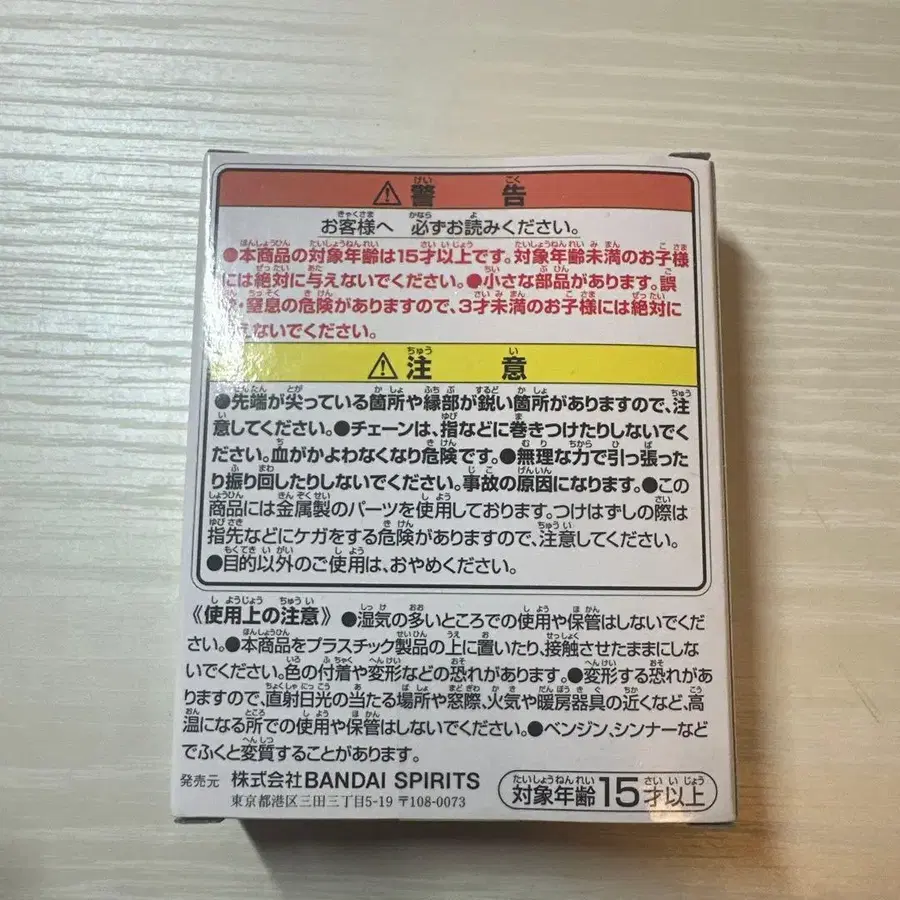 ⚠警告
お客様へ 必ずお読みください。
●本商品の対象年齢は15才以上です。対象年齢未満のお子様
には絶対に与えないでください。●小さな部品があります。誤
・窒息の危険がありますので、3才未満のお子様には絶対に
えないでください。
⚠注意
●先端が尖っている箇所や縁部が鋭い箇所がありますので、注
意してください。●チェーンは、指などに巻きつけたりしないでく
ださい。血がかよわなくなり危険です。●無理な力で引っ張った
り振り回したりしないでください。事故の原因になります。●この
商品には金属製のパーツを使用しております。つけはずしの際は
指先などにケガをする危険がありますので、注意してください。
●目的以外のご使用は、おやめください。
《使用上の注意》●湿気の多いところでの使用や保管はしないでくだ
さい。●本商品をプラスチック製品の上に置いたり、接触させたままにしな
いでください。色の付着や変形などの恐れがあります。●変形する恐れがあ
りますので、直射日光の当たる場所や窓際、火気や暖房器具の近くなど、高
温になる所での使用や保管はしないでください。●ベンジン、シンナーなど
でふくと変質することがあります。
発売元 株式会社BANDAI SPIRITS
東京都港区三田三丁目5-19 〒108-0073
対象年齢15才以上